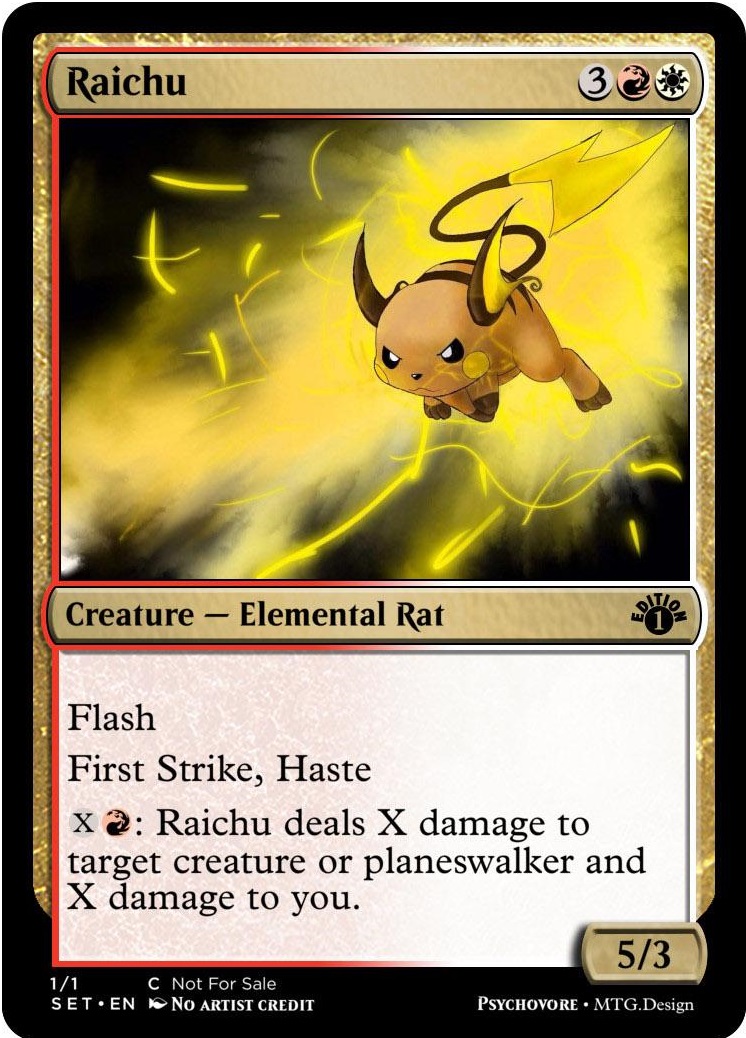 Raichu 3
Creature — Elemental Rat EDITION 1
Flash
First Strike, Haste
X : Raichu deals X damage to
target creature or planeswalker and
X damage to you.
5/3
1/1 C Not For Sale
SET • EN No artist credit Psychovore • MTG.Design